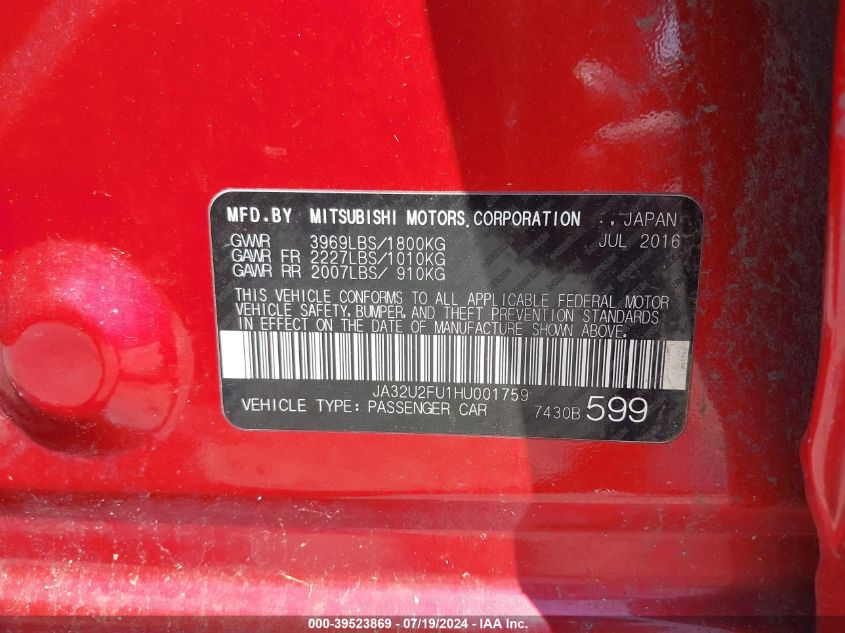 MFD.BY MITSUBISHI MOTORS CORPORATION ., JAPAN
GVWR 3969LBS/1800KG JUL 2016
GAWR FR 2227LBS/1010KG
GAWR RR 2007LBS/ 910KG
THIS VEHICLE CONFORMS TO ALL APPLICABLE FEDERAL MOTOR
VEHICLE SAFETY, BUMPER, AND THEFT PREVENTION STANDARDS
IN EFFECT ON THE DATE OF MANUFACTURE SHOWN ABOVE.
JA32U2FU1HU001759
VEHICLE TYPE: PASSENGER CAR 7430B 599
000-39523869 - 07/19/2024 - IAA Inc.